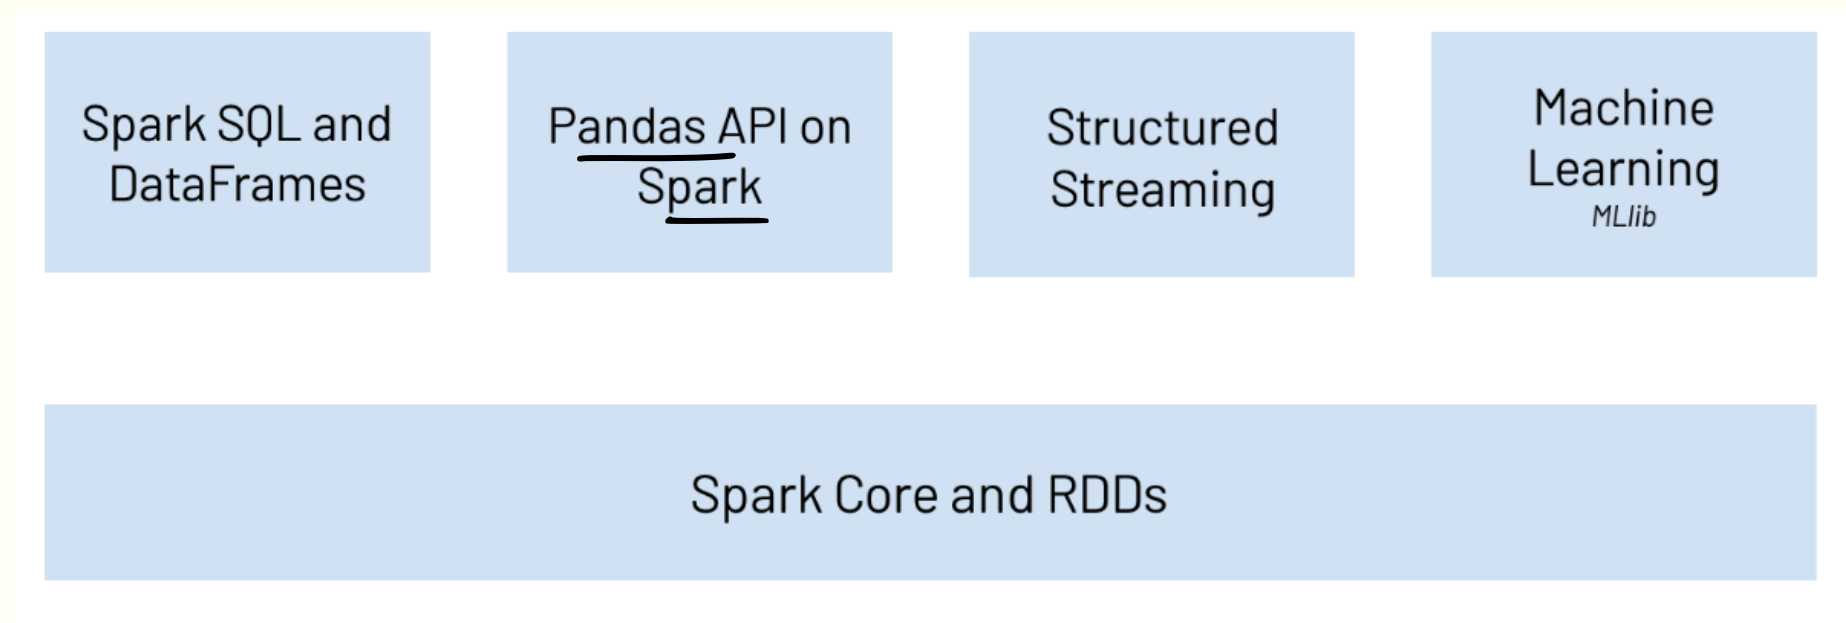 Spark SQL and
DataFrames
Pandas API on
Spark
Structured
Streaming
Machine
Learning
MLlib
Spark Core and RDDs